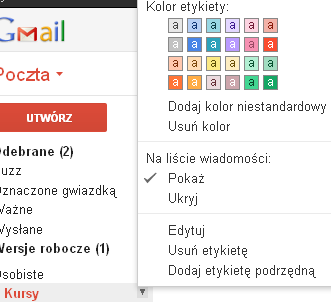 Gmail
Poczta
UTWÓRZ
Odebrane (2)
uzz
Oznaczone gwiazdką
Ważne
Wysłane
Wersje robocze (1)
Osobiste
Kursy
Kolor etykiety:
a a a a a a
a a a a a a
a a a a a a
a a a a a a
Dodaj kolor niestandardowy
Usuń kolor
Na liście wiadomości:
Pokaż
Ukryj
Edytuj
Usuń etykietę
Dodaj etykietę podrzędną